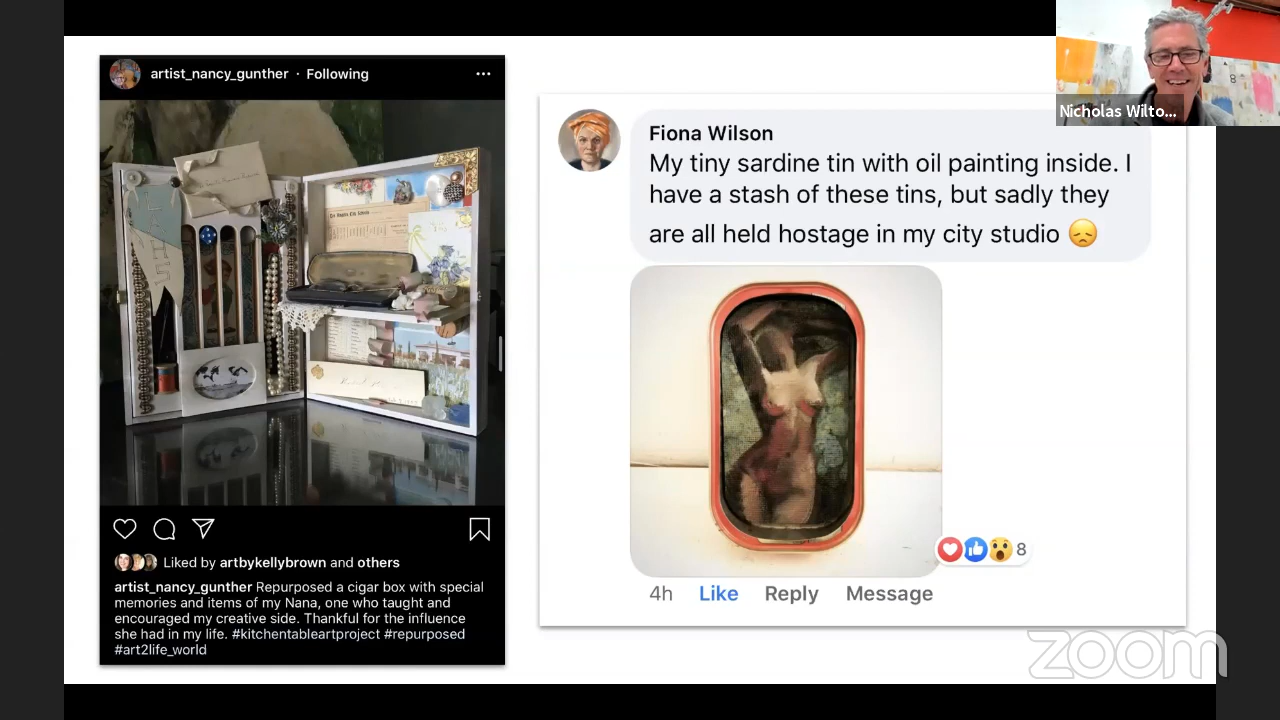 artist_nancy_gunther · Following
Fiona Wilson
My tiny sardine tin with oil painting inside. I
have a stash of these tins, but sadly they
are all held hostage in my city studio 😞
8
4h Like Reply Message
Liked by artbykellybrown and others
artist_nancy_gunther Repurposed a cigar box with special
memories and items of my Nana, one who taught and
encouraged my creative side. Thankful for the influence
she had in my life. #kitchentableartproject #repurposed
#art2life_world
Nicholas Wilto...
zoom